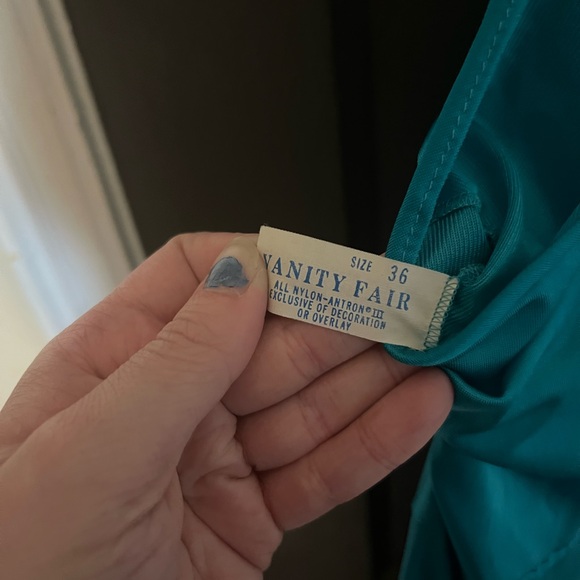 SIZE 36
VANITY FAIR
ALL NYLON-ANTRON® III
EXCLUSIVE OF DECORATION
OR OVERLAY